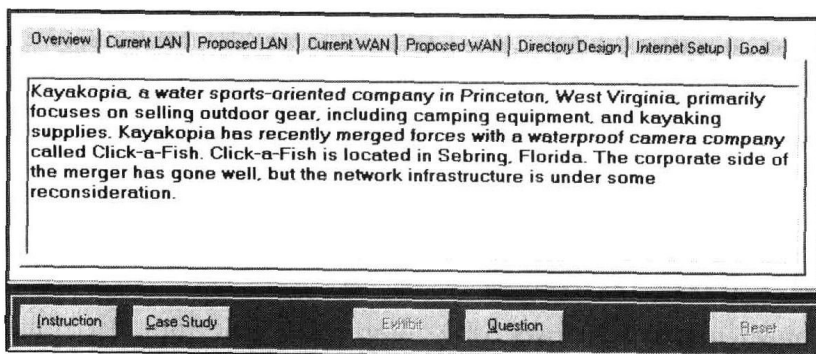 Overview Current LAN Proposed LAN Current WAN Proposed WAN Directory Design Internet Setup Goal
Kayakopia, a water sports-oriented company in Princeton, West Virginia, primarily
focuses on selling outdoor gear, including camping equipment, and kayaking
supplies. Kayakopia has recently merged forces with a waterproof camera company
called Click-a-Fish. Click-a-Fish is located in Sebring, Florida. The corporate side of
the merger has gone well, but the network infrastructure is under some
reconsideration.
Instruction Case Study Exhibit Question Reset